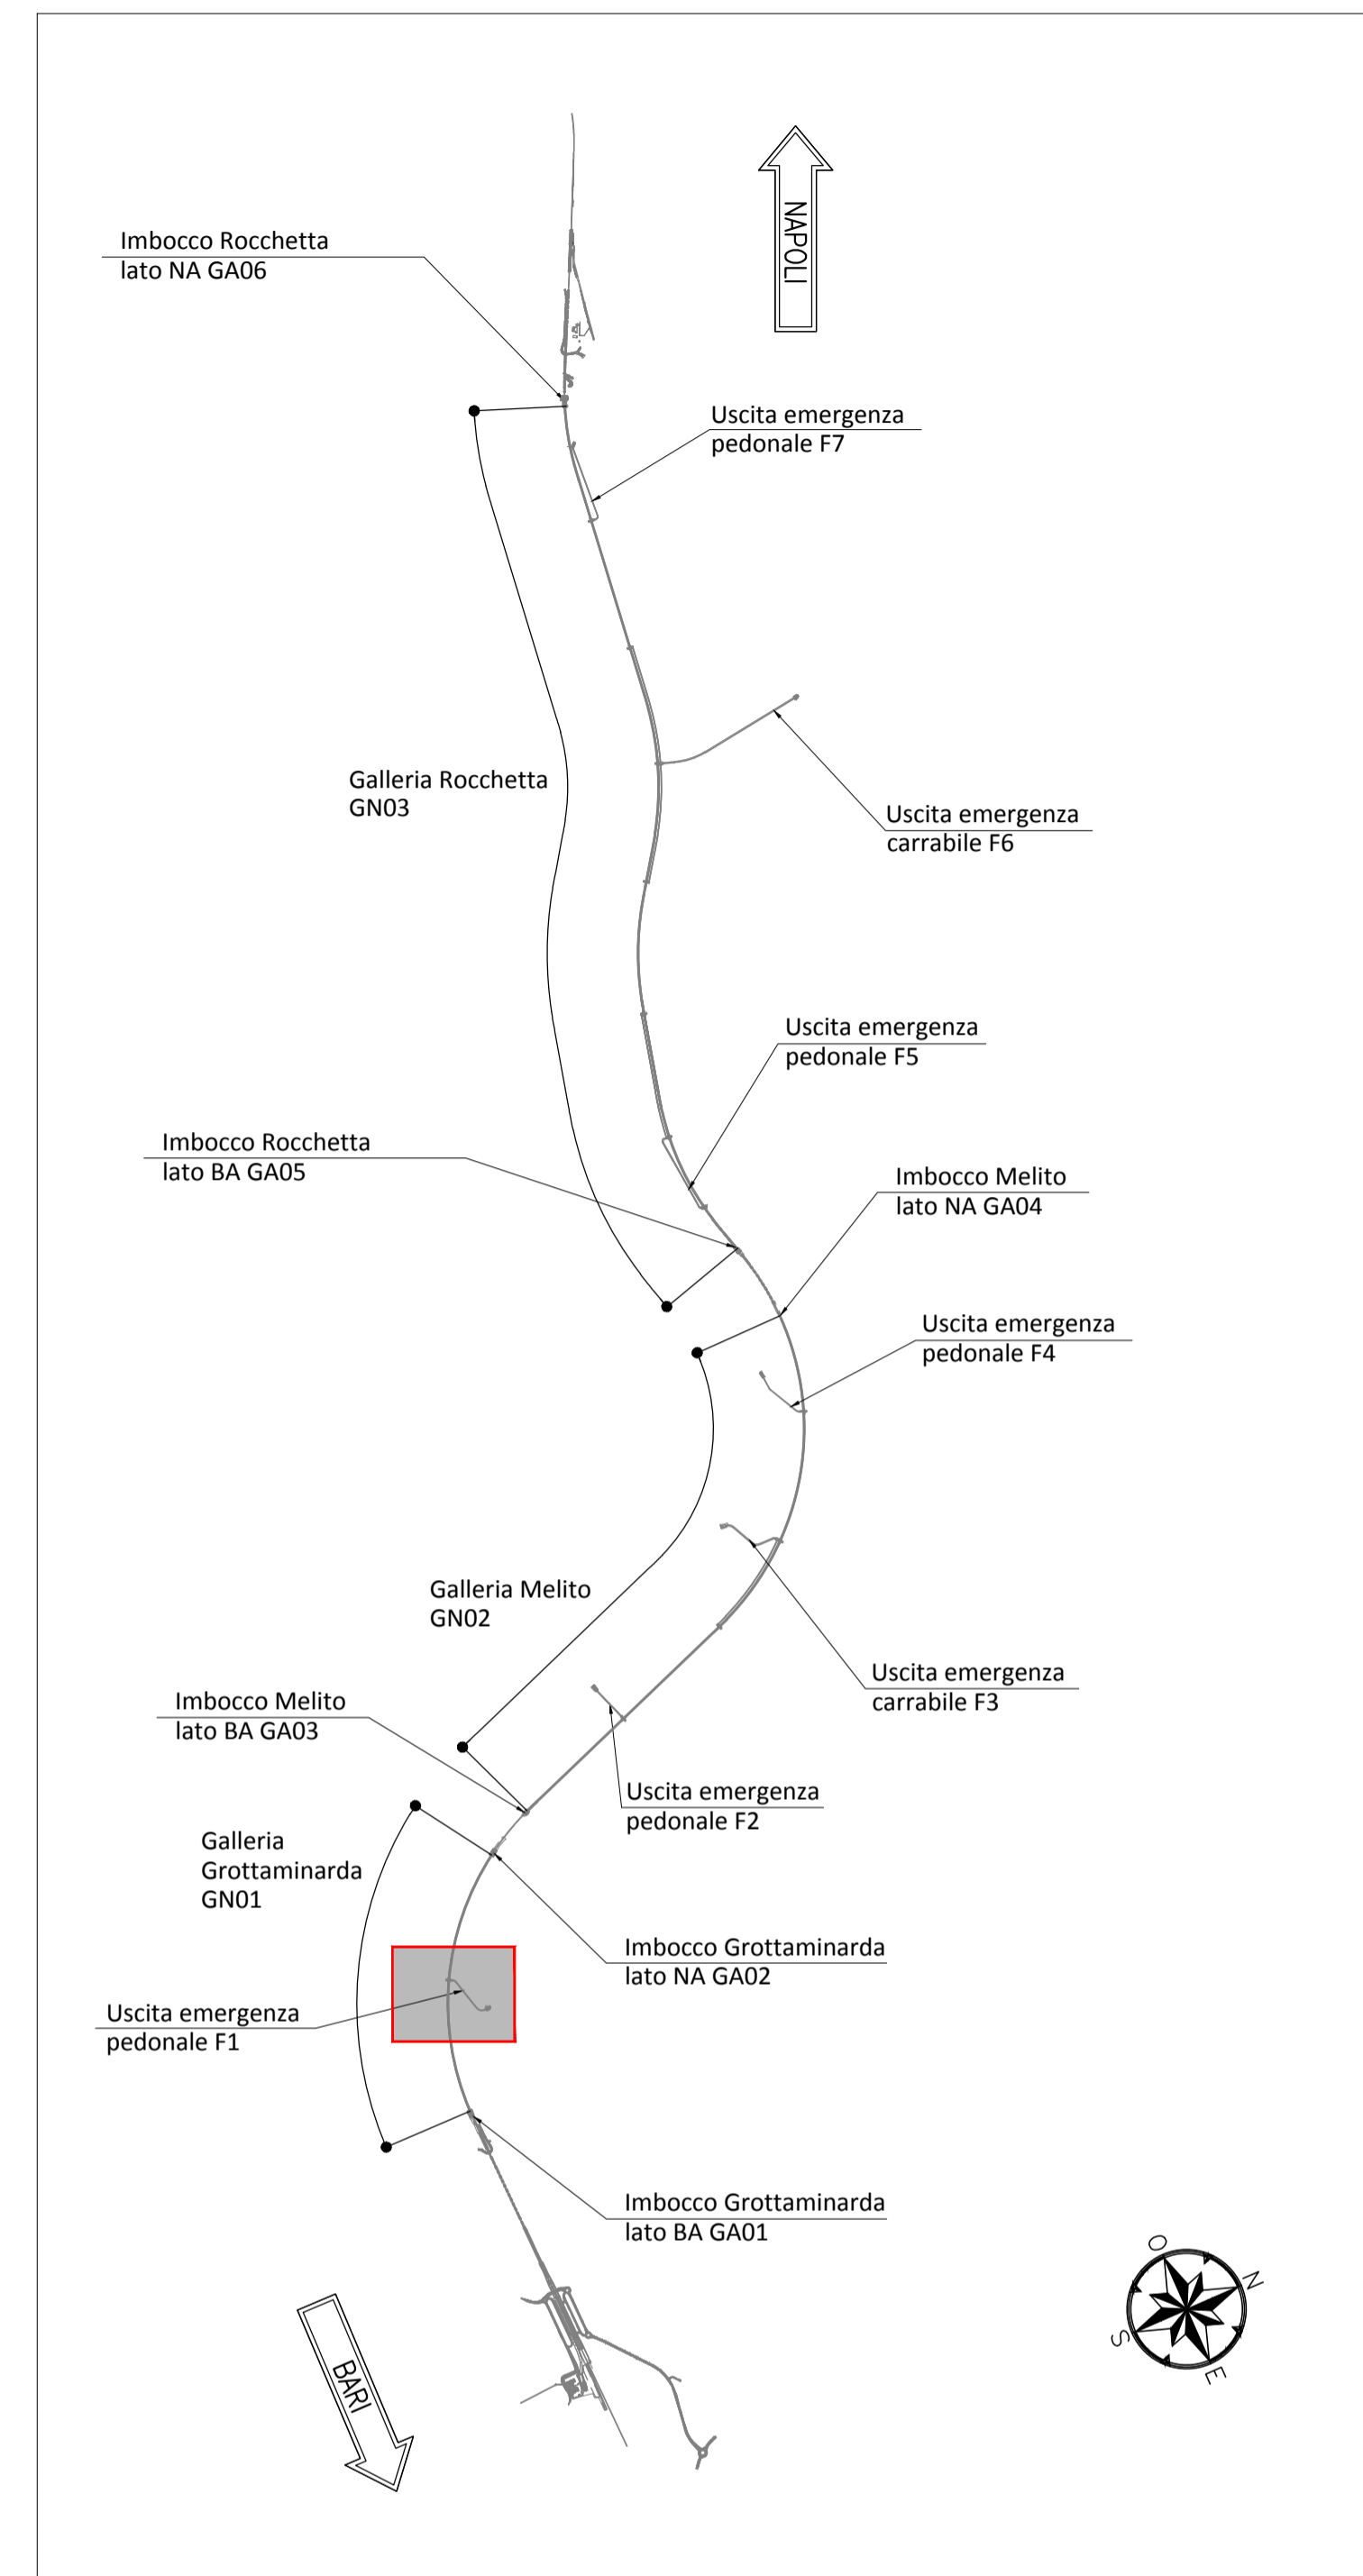 NAPOLI
Imbocco Rocchetta
lato NA GA06
Uscita emergenza
pedonale F7
Galleria Rocchetta
GN03
Uscita emergenza
carrabile F6
Uscita emergenza
pedonale F5
Imbocco Rocchetta
lato BA GA05
Imbocco Melito
lato NA GA04
Uscita emergenza
pedonale F4
Galleria Melito
GN02
Uscita emergenza
carrabile F3
Imbocco Melito
lato BA GA03
Uscita emergenza
pedonale F2
Galleria
Grottaminarda
GN01
Imbocco Grottaminarda
lato NA GA02
Uscita emergenza
pedonale F1
Imbocco Grottaminarda
lato BA GA01
BARI
O
N
S
E